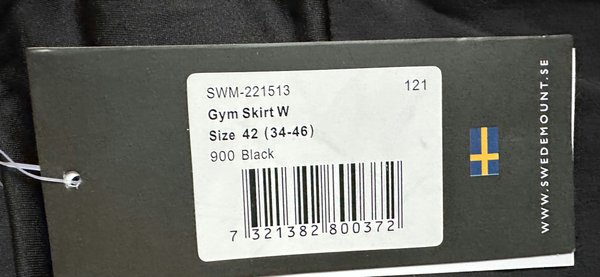 SWM-221513 121
Gym Skirt W
Size 42 (34-46)
900 Black
7 321382 800372
WWW.SWEDEMOUNT.SE